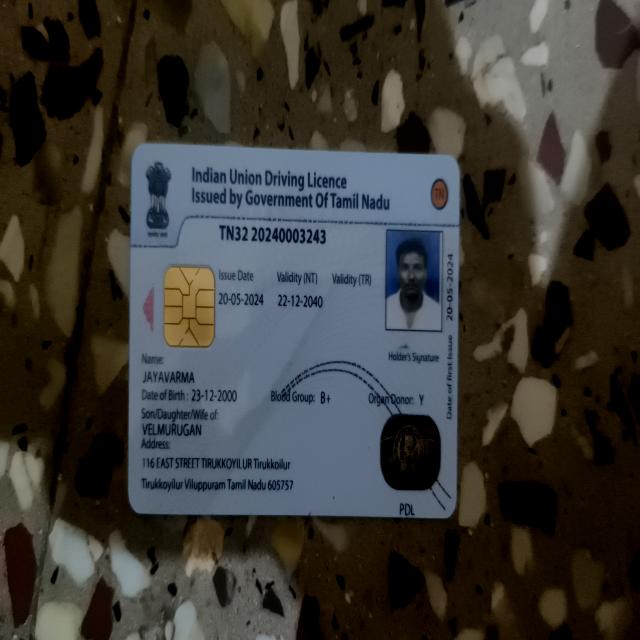 Indian Union Driving Licence
Issued by Government Of Tamil Nadu
TN
TN32 20240003243
Issue Date Validity (NT) Validity (TR)
20-05-2024 22-12-2040
Holder's Signature
Date of First Issue 20-05-2024
Name:
JAYAVARMA
Date of Birth: 23-12-2000 Blood Group: B+ Organ Donor: Y
Son/Daughter/Wife of:
VELMURUGAN
Address:
116 EAST STREET TIRUKKOYILUR Tirukkoilur
Tirukkoyilur Viluppuram Tamil Nadu 605757
PDL